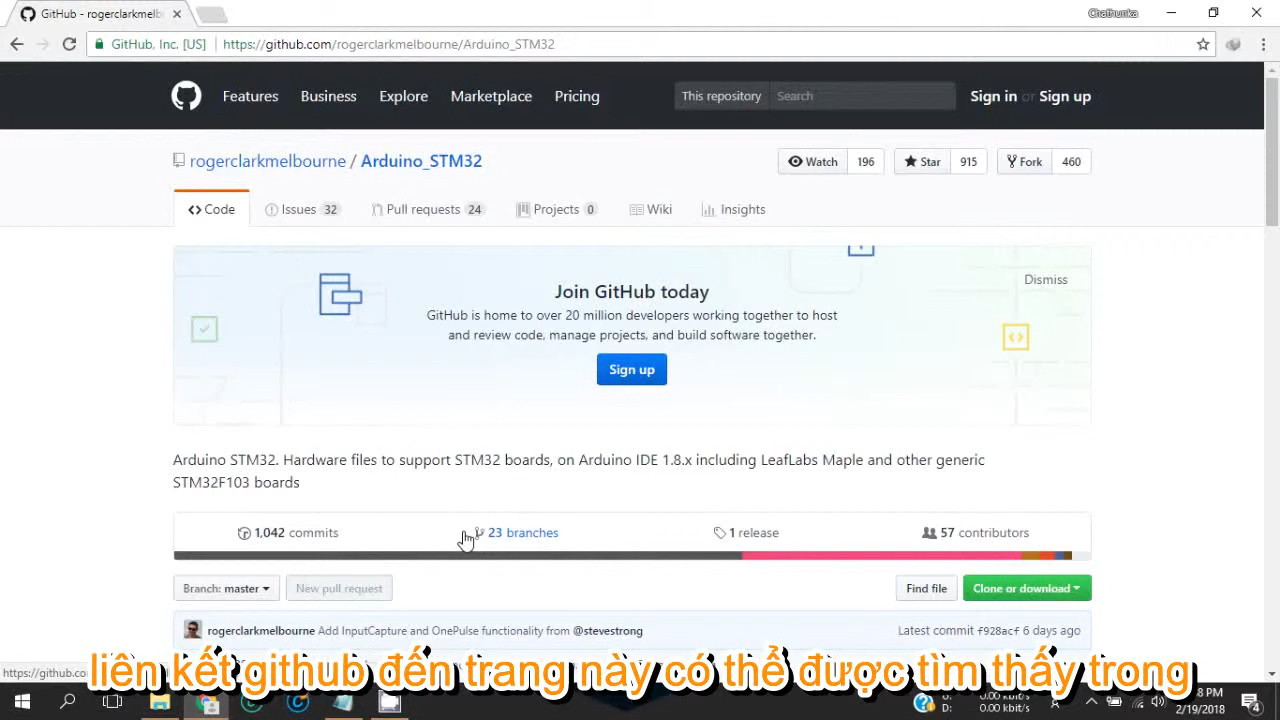 GitHub - rogerclarkmelb
Chathunka
GitHub, Inc. [US] https://github.com/rogerclarkmelbourne/Arduino_STM32
Features Business Explore Marketplace Pricing This repository Search Sign in or Sign up
rogerclarkmelbourne / Arduino_STM32 Watch 196 Star 915 Fork 460
Code Issues 32 Pull requests 24 Projects 0 Wiki Insights
Join GitHub today
Dismiss
GitHub is home to over 20 million developers working together to host
and review code, manage projects, and build software together.
Sign up
Arduino STM32. Hardware files to support STM32 boards, on Arduino IDE 1.8.x including LeafLabs Maple and other generic
STM32F103 boards
1,042 commits 23 branches 1 release 57 contributors
Branch: master New pull request Find file Clone or download
rogerclarkmelbourne Add InputCapture and OnePulse functionality from @stevestrong Latest commit f928acf 6 days ago
https://github.co
liên kết github đến trang này có thể được tìm thấy trong
D: 0.00 kbit/s
8 PM
2/19/2018
4